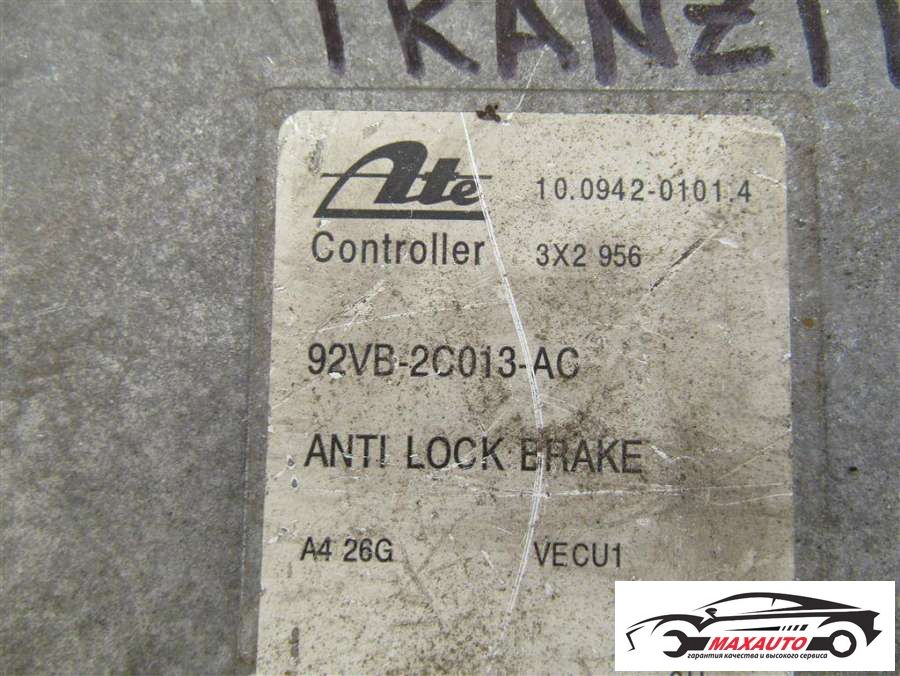 TRANZIT
Ate
10.0942-0101.4
Controller
3X2 956
92VB-2C013-AC
ANTI LOCK BRAKE
A4 26G
VECU1
MAXAUTO
гарантия качества и высокого сервиса